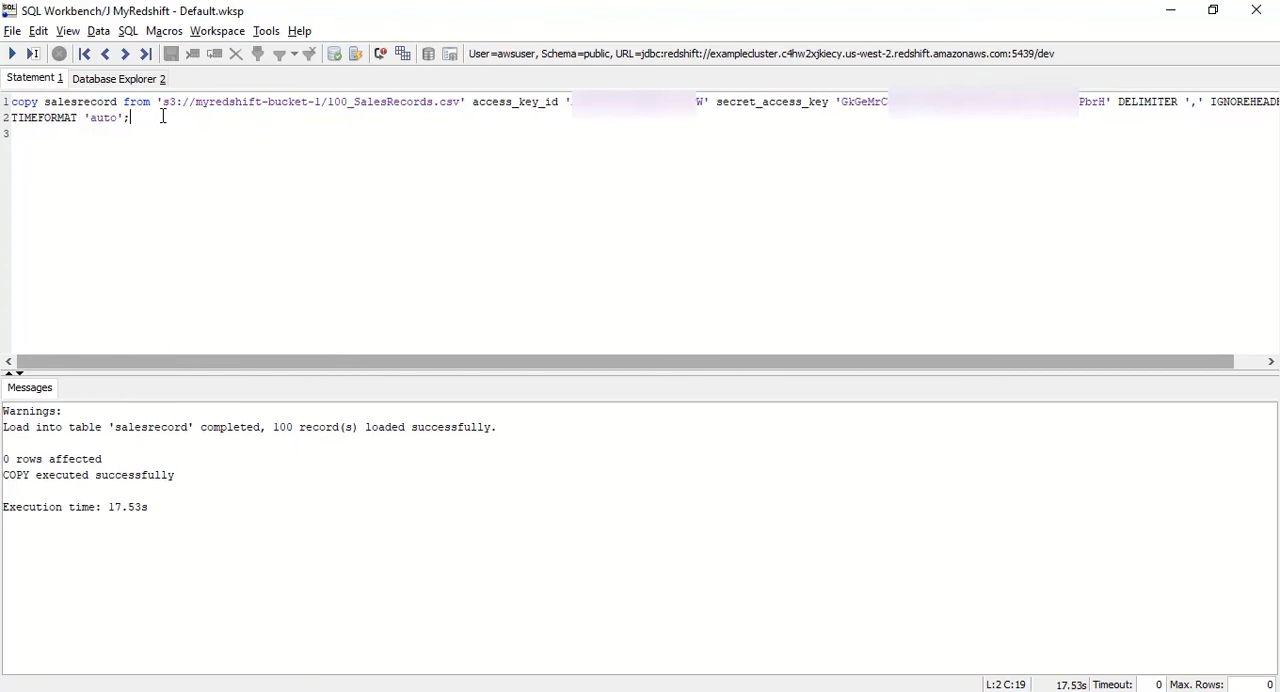 SQL Workbench/J MyRedshift - Default.wksp
File Edit View Data SQL Macros Workspace Tools Help
User=awsuser, Schema=public, URL=jdbc:redshift://examplecluster.c4hw2xjkiecy.us-west-2.redshift.amazonaws.com:5439/dev
Statement 1 Database Explorer 2
1 copy salesrecord from 's3://myredshift-bucket-1/100_SalesRecords.csv' access_key_id ' W' secret_access_key 'GkGeMrC PbrH' DELIMITER ',' IGNOREHEADE
2 TIMEFORMAT 'auto';
3
Messages
Warnings:
Load into table 'salesrecord' completed, 100 record(s) loaded successfully.
0 rows affected
COPY executed successfully
Execution time: 17.53s
L:2 C:19 17.53s Timeout: 0 Max. Rows: 0